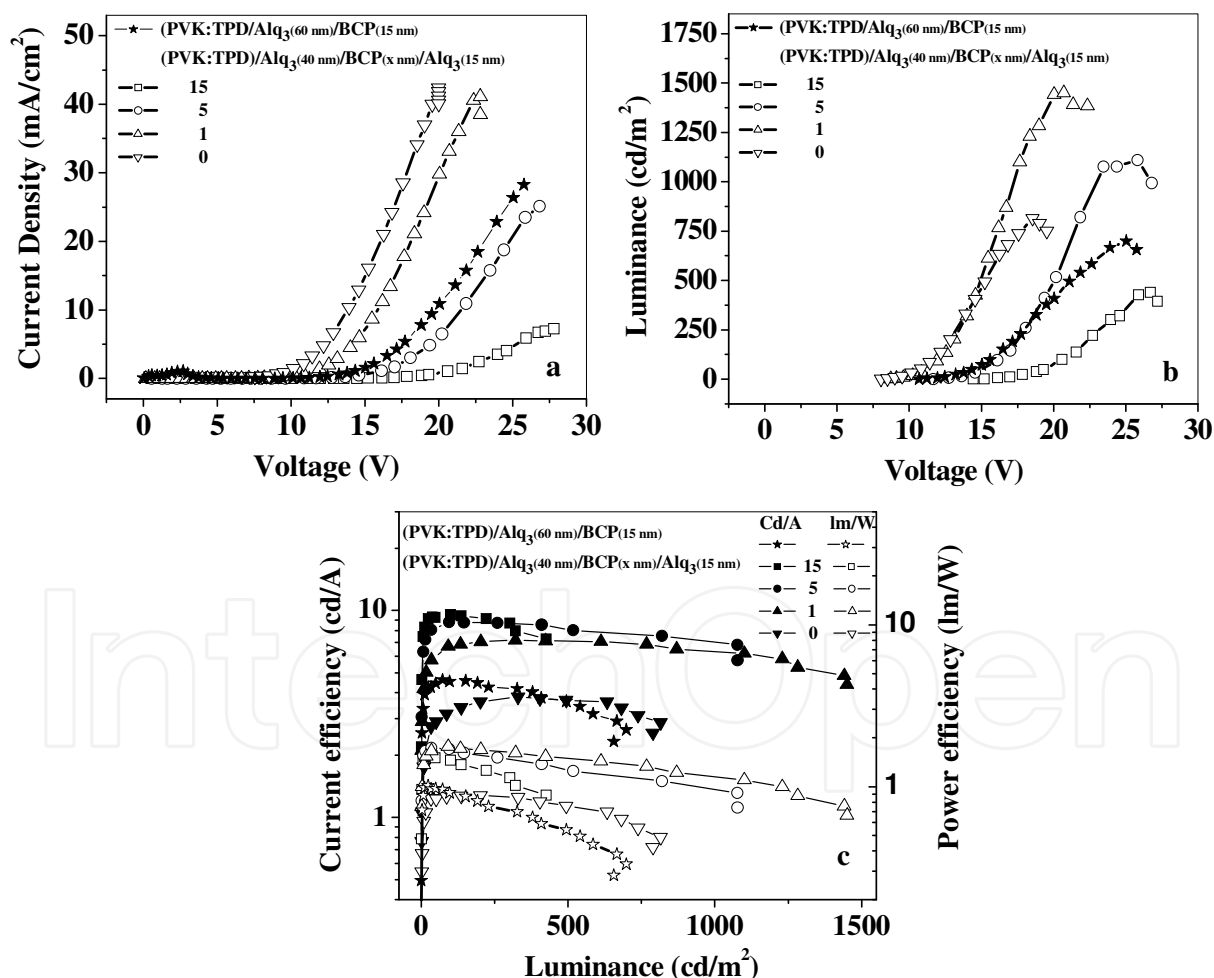 50
40
30
20
10
0
Current Density (mA/cm²)
(PVK:TPD/Alq₃(60 nm)/BCP(15 nm)
(PVK:TPD)/Alq₃(40 nm)/BCP(x nm)/Alq₃(15 nm)
15
5
1
0
a
0 5 10 15 20 25 30
Voltage (V)
1750
1500
1250
1000
750
500
250
0
Luminance (cd/m²)
(PVK:TPD/Alq₃(60 nm)/BCP(15 nm)
(PVK:TPD)/Alq₃(40 nm)/BCP(x nm)/Alq₃(15 nm)
15
5
1
0
b
0 5 10 15 20 25 30
Voltage (V)
10
1
Current efficiency (cd/A)
(PVK:TPD)/Alq₃(60 nm)/BCP(15 nm)
(PVK:TPD)/Alq₃(40 nm)/BCP(x nm)/Alq₃(15 nm)
Cd/A lm/W
15
5
1
0
c
10
1
Power efficiency (lm/W)
0 500 1000 1500
Luminance (cd/m²)
IntechOpen